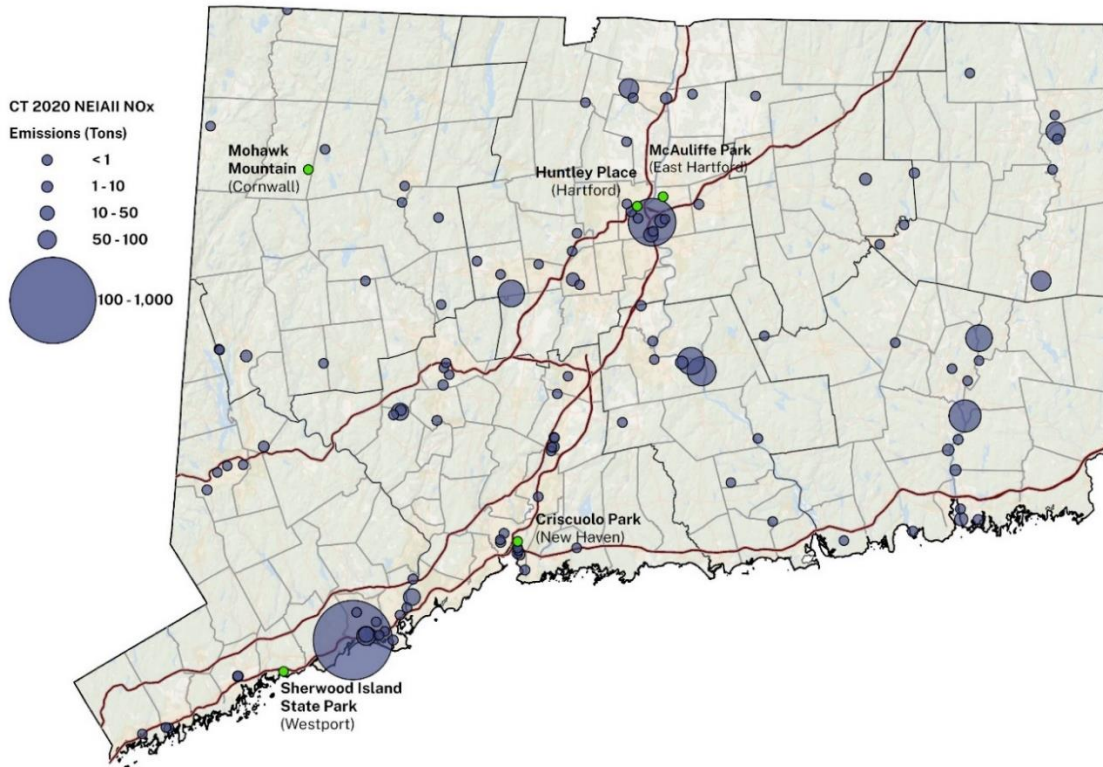 CT 2020 NEIAII NOx
Emissions (Tons)
< 1
1 - 10
10 - 50
50 - 100
100 - 1,000
Mohawk
Mountain
(Cornwall)
McAuliffe Park
(East Hartford)
Huntley Place
(Hartford)
Criscuolo Park
(New Haven)
Sherwood Island
State Park
(Westport)